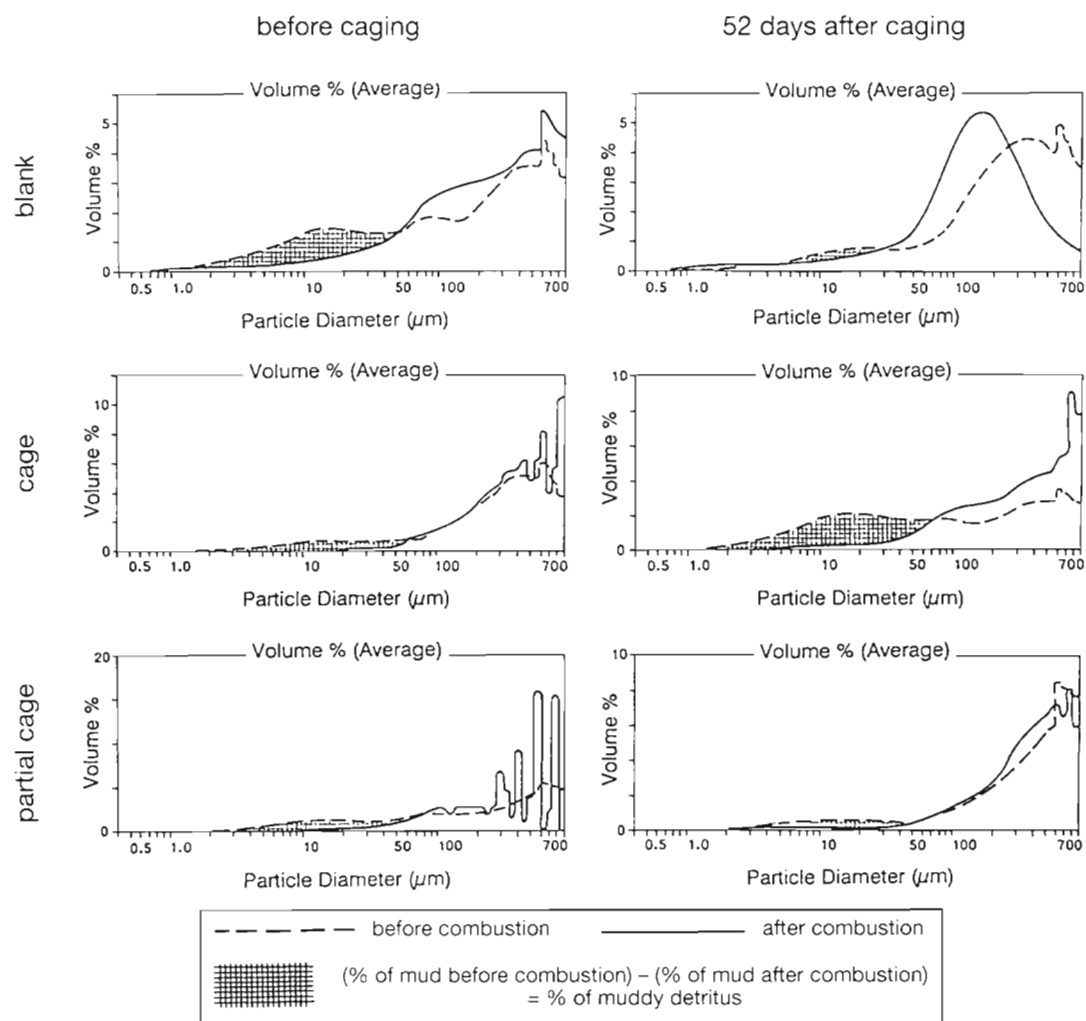 before caging
52 days after caging
blank
Volume % (Average)
Volume %
5
0
0.5 1.0 10 50 100 700
Particle Diameter (µm)
Volume % (Average)
Volume %
5
0
0.5 1.0 10 50 100 700
Particle Diameter (µm)
cage
Volume % (Average)
Volume %
10
0
0.5 1.0 10 50 100 700
Particle Diameter (µm)
Volume % (Average)
Volume %
10
0
0.5 1.0 10 50 100 700
Particle Diameter (µm)
partial cage
Volume % (Average)
Volume %
20
10
0
0.5 1.0 10 50 100 700
Particle Diameter (µm)
Volume % (Average)
Volume %
10
0
0.5 1.0 10 50 100 700
Particle Diameter (µm)
before combustion
after combustion
(% of mud before combustion) – (% of mud after combustion)
= % of muddy detritus